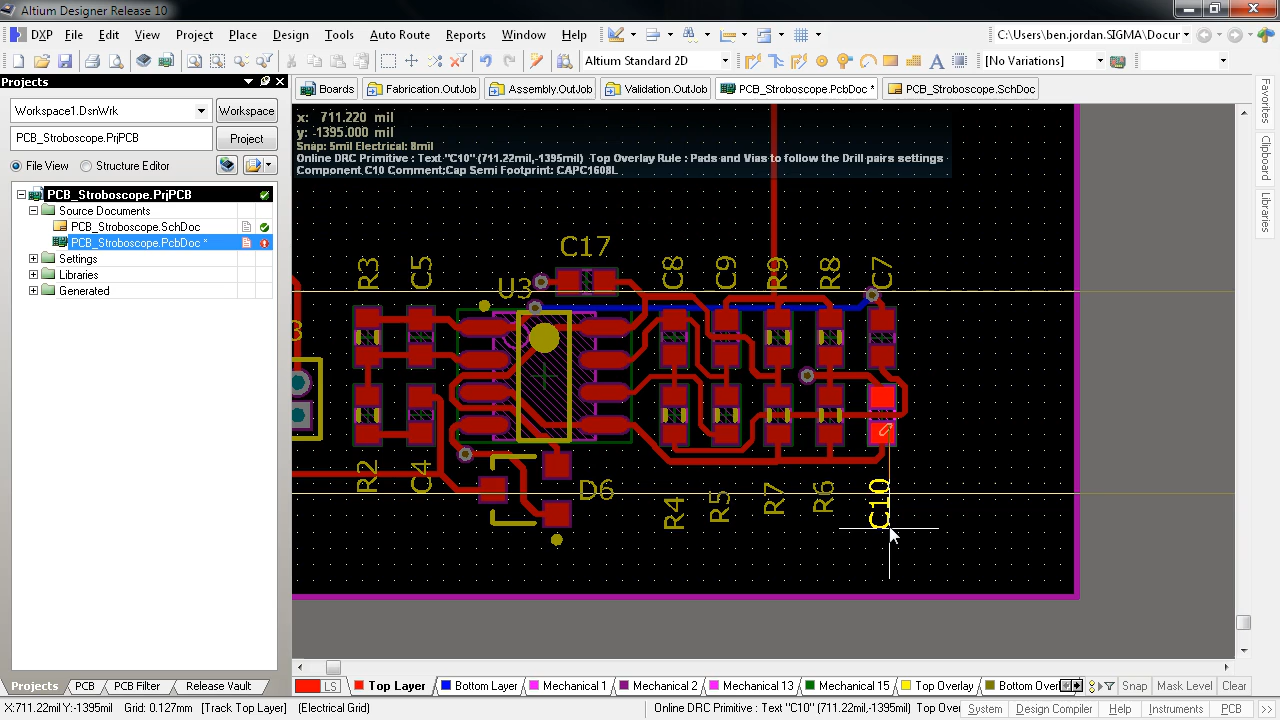 Altium Designer Release 10
DXP File Edit View Project Place Design Tools Auto Route Reports Window Help C:\Users\ben.jordan.SIGMA\Docur
Altium Standard 2D [No Variations]
Projects
Boards Fabrication.OutJob Assembly.OutJob Validation.OutJob PCB_Stroboscope.PcbDoc * PCB_Stroboscope.SchDoc
Workspace1.DsnWrk Workspace
PCB_Stroboscope.PrjPCB Project
File View Structure Editor
PCB_Stroboscope.PrjPCB
Source Documents
PCB_Stroboscope.SchDoc
PCB_Stroboscope.PcbDoc *
Settings
Libraries
Generated
x: 711.220 mil
y: -1395.000 mil
Snap: 5mil Electrical: 8mil
Online DRC Primitive : Text "C10" (711.22mil,-1395mil) Top Overlay Rule : Pads and Vias to follow the Drill pairs settings
Component C10 Comment:Cap Semi Footprint: CAPC1608L
C17
R3 C5 U3 C8 C9 R9 R8 C7
3
R2 C4 D6 R4 R5 R7 R6 C10
Favorites
Clipboard
Libraries
Projects PCB PCB Filter Release Vault
LS Top Layer Bottom Layer Mechanical 1 Mechanical 2 Mechanical 13 Mechanical 15 Top Overlay Bottom Over Snap Mask Level Clear
X:711.22mil Y:-1395mil Grid: 0.127mm [Track Top Layer] (Electrical Grid) Online DRC Primitive : Text "C10" (711.22mil,-1395mil) Top Ove System Design Compiler Help Instruments PCB >>